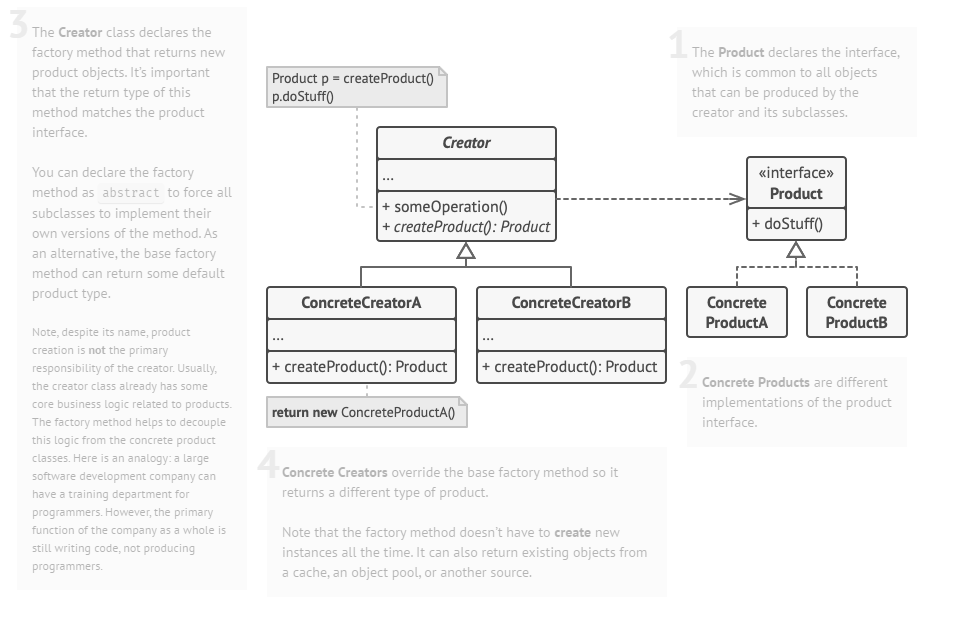 3
The Creator class declares the
factory method that returns new
product objects. It's important
that the return type of this
method matches the product
interface.
You can declare the factory
method as abstract to force all
subclasses to implement their
own versions of the method. As
an alternative, the base factory
method can return some default
product type.
Note, despite its name, product
creation is not the primary
responsibility of the creator. Usually,
the creator class already has some
core business logic related to products.
The factory method helps to decouple
this logic from the concrete product
classes. Here is an analogy: a large
software development company can
have a training department for
programmers. However, the primary
function of the company as a whole is
still writing code, not producing
programmers.
Product p = createProduct()
p.doStuff()
Creator
...
+ someOperation()
+ createProduct(): Product
ConcreteCreatorA
...
+ createProduct(): Product
ConcreteCreatorB
...
+ createProduct(): Product
return new ConcreteProductA()
1
The Product declares the interface,
which is common to all objects
that can be produced by the
creator and its subclasses.
«interface»
Product
+ doStuff()
Concrete
ProductA
Concrete
ProductB
2
Concrete Products are different
implementations of the product
interface.
4
Concrete Creators override the base factory method so it
returns a different type of product.
Note that the factory method doesn't have to create new
instances all the time. It can also return existing objects from
a cache, an object pool, or another source.